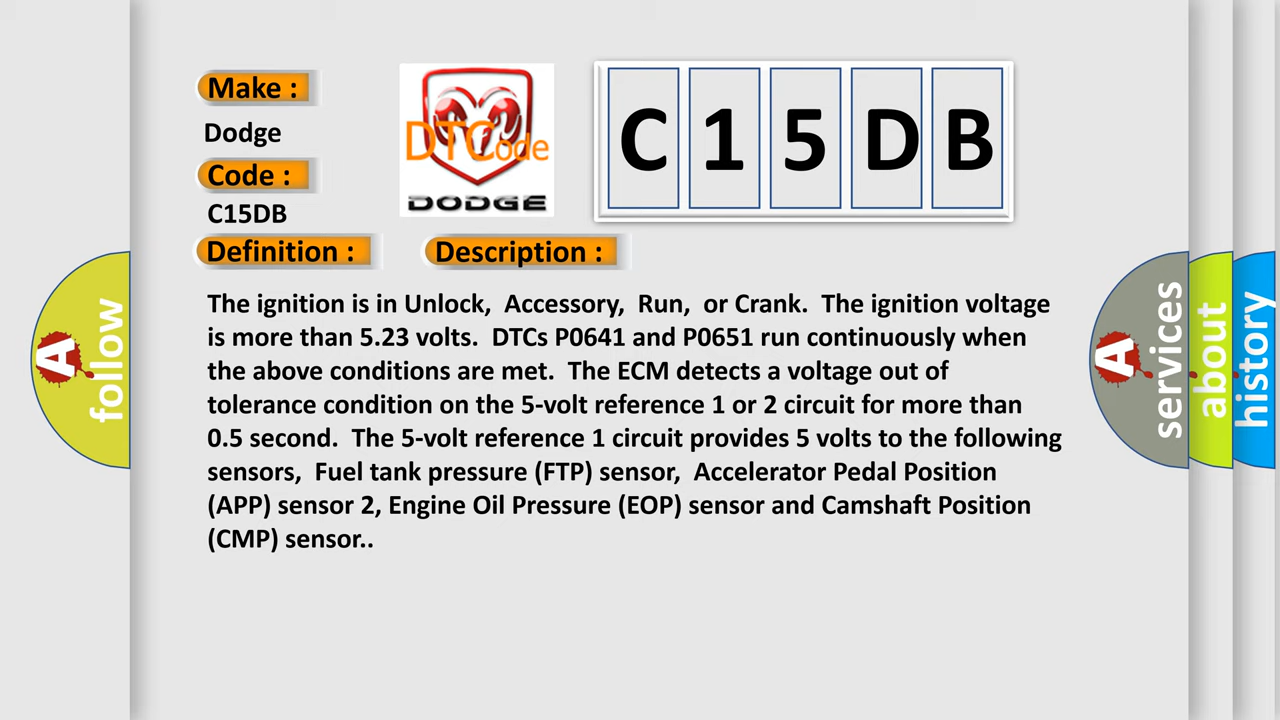 Make :
Dodge
Code :
C15DB
Definition :
Description :
DTCode
DODGE
C15DB
The ignition is in Unlock, Accessory, Run, or Crank. The ignition voltage
is more than 5.23 volts. DTCs P0641 and P0651 run continuously when
the above conditions are met. The ECM detects a voltage out of
tolerance condition on the 5-volt reference 1 or 2 circuit for more than
0.5 second. The 5-volt reference 1 circuit provides 5 volts to the following
sensors, Fuel tank pressure (FTP) sensor, Accelerator Pedal Position
(APP) sensor 2, Engine Oil Pressure (EOP) sensor and Camshaft Position
(CMP) sensor..
A
follow
A
services
about
history